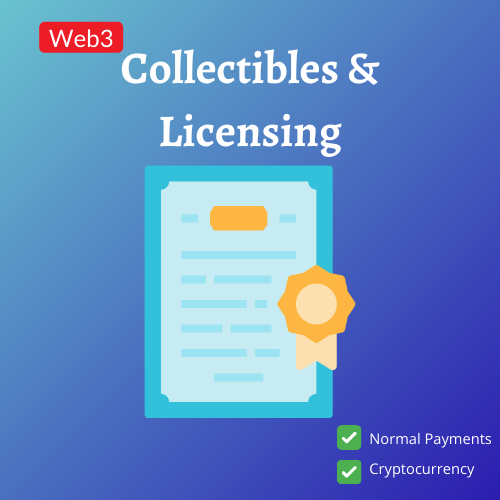 Web3
Collectibles &
Licensing
Normal Payments
Cryptocurrency